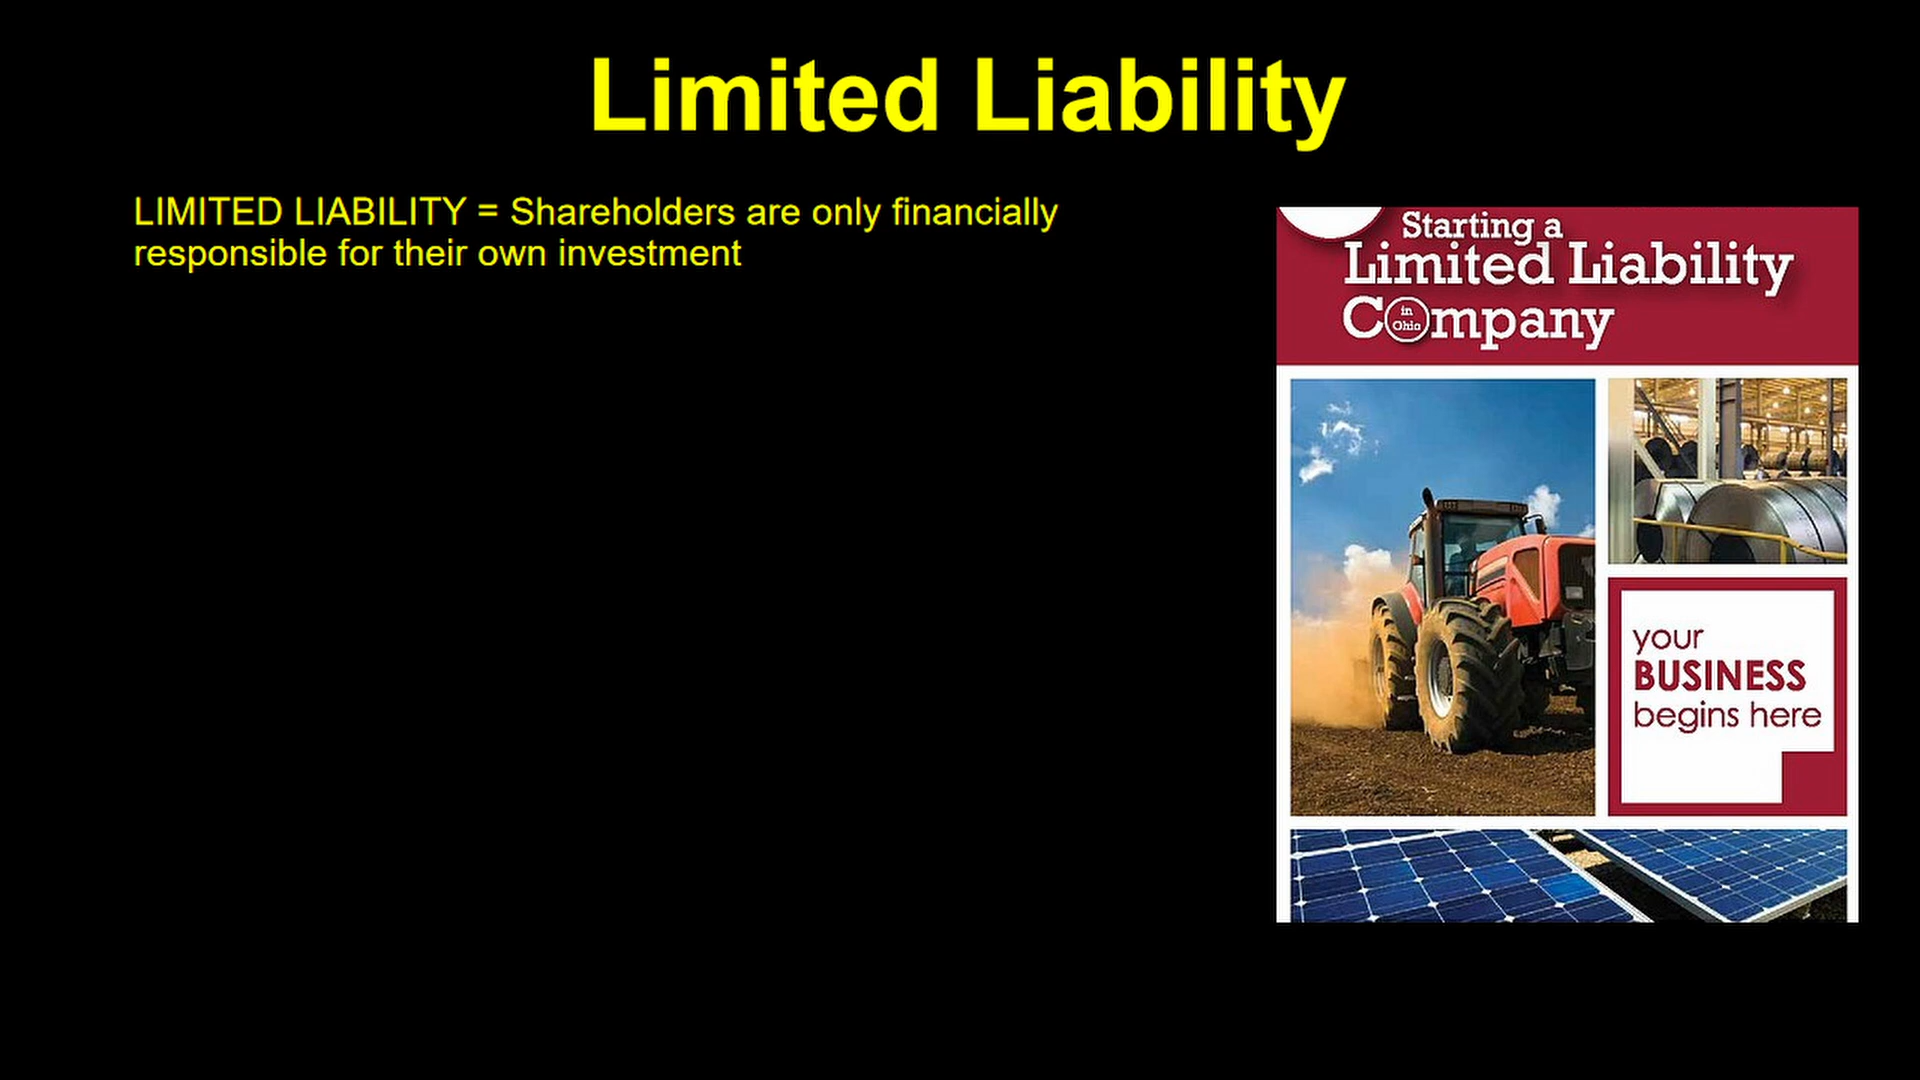 Limited Liability
LIMITED LIABILITY = Shareholders are only financially
responsible for their own investment
Starting a
Limited Liability
Company
in
Ohio
your
BUSINESS
begins here